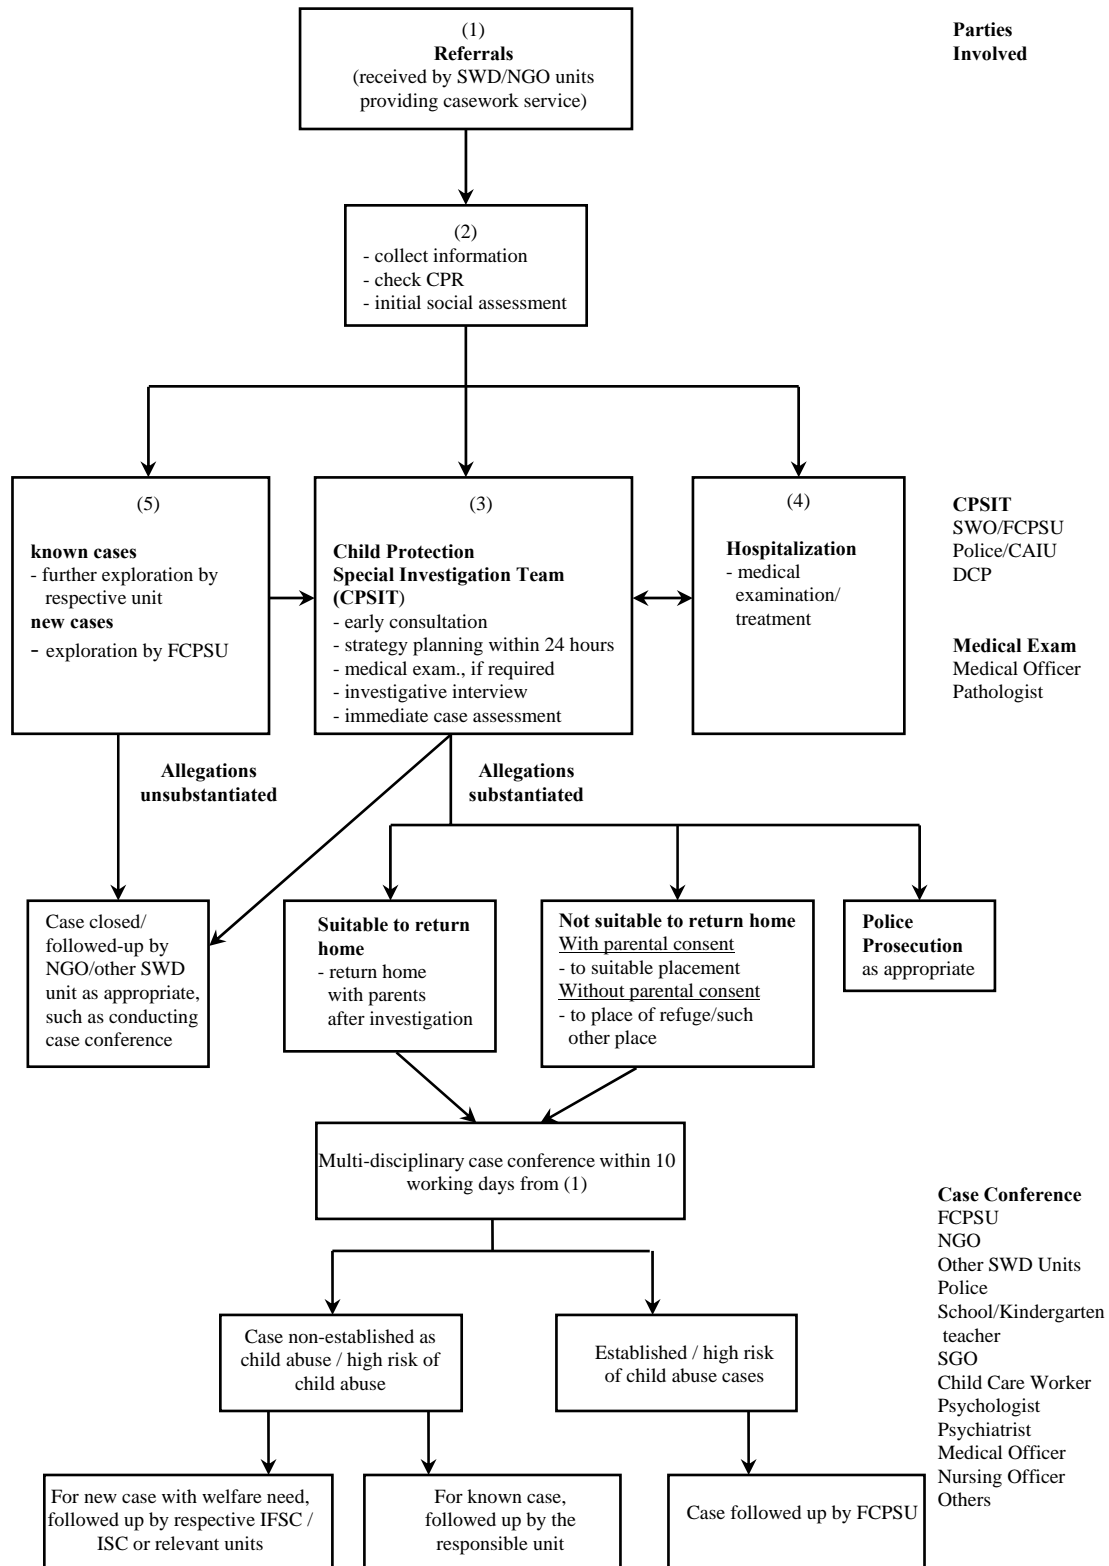 (1)
Referrals
(received by SWD/NGO units
providing casework service)
Parties
Involved
(2)
- collect information
- check CPR
- initial social assessment
(5)
known cases
- further exploration by
respective unit
new cases
- exploration by FCPSU
(3)
Child Protection
Special Investigation Team
(CPSIT)
- early consultation
- strategy planning within 24 hours
- medical exam., if required
- investigative interview
- immediate case assessment
(4)
Hospitalization
- medical
examination/
treatment
CPSIT
SWO/FCPSU
Police/CAIU
DCP
Medical Exam
Medical Officer
Pathologist
Allegations
unsubstantiated
Allegations
substantiated
Case closed/
followed-up by
NGO/other SWD
unit as appropriate,
such as conducting
case conference
Suitable to return
home
- return home
with parents
after investigation
Not suitable to return home
With parental consent
- to suitable placement
Without parental consent
- to place of refuge/such
other place
Police
Prosecution
as appropriate
Multi-disciplinary case conference within 10
working days from (1)
Case Conference
FCPSU
NGO
Other SWD Units
Police
School/Kindergarten
teacher
SGO
Child Care Worker
Psychologist
Psychiatrist
Medical Officer
Nursing Officer
Others
Case non-established as
child abuse / high risk of
child abuse
Established / high risk
of child abuse cases
For new case with welfare need,
followed up by respective IFSC /
ISC or relevant units
For known case,
followed up by the
responsible unit
Case followed up by FCPSU